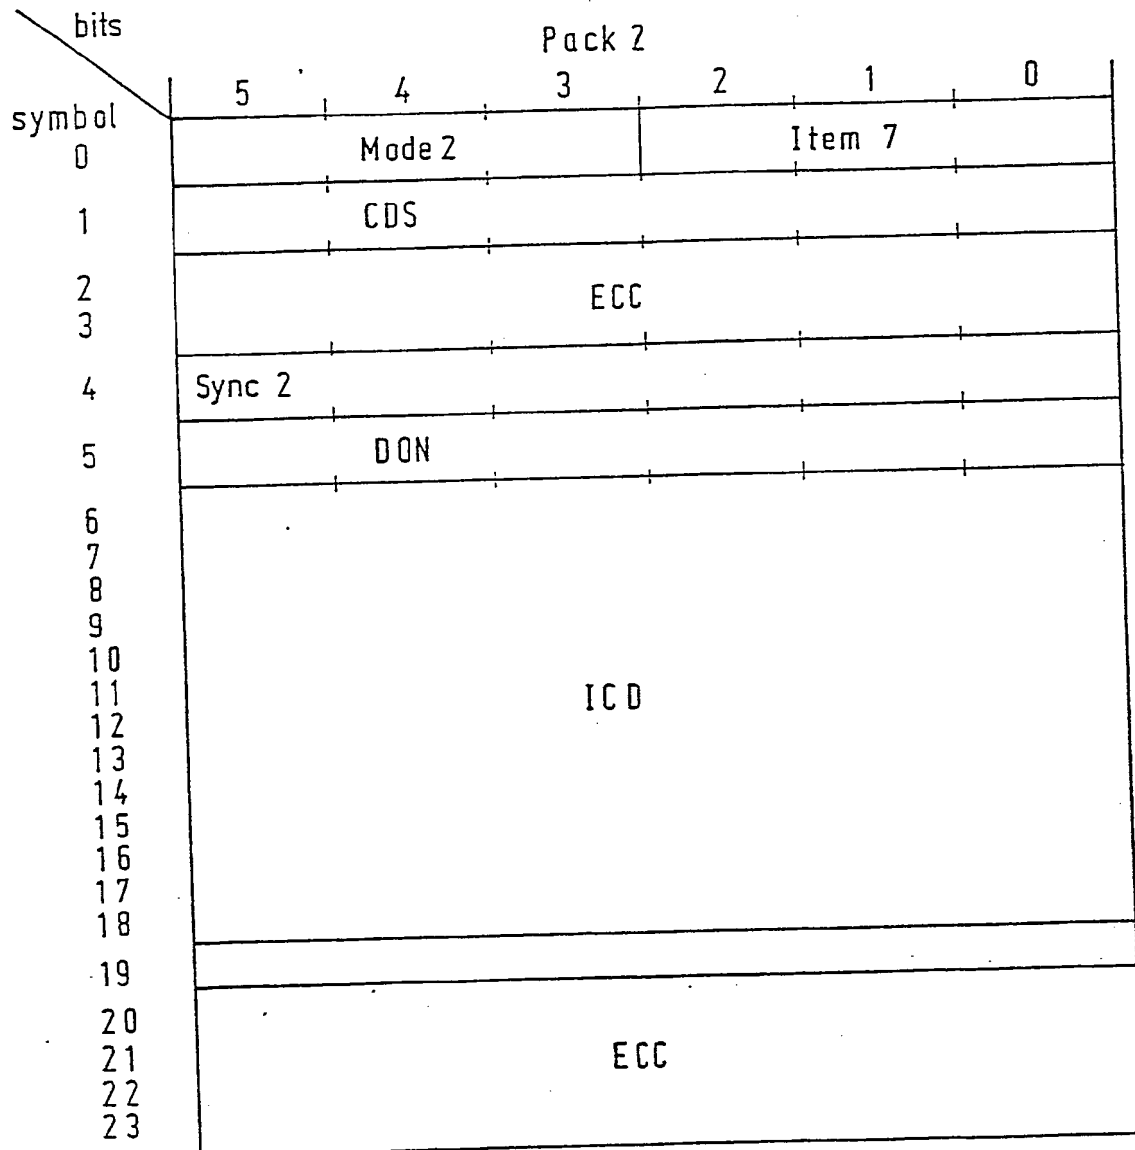 bits
Pack 2
5 4 3 2 1 0
symbol
0 Mode 2 Item 7
1 CDS
2
ECC
3
4 Sync 2
5 DON
6
7
8
9
10
11 ICD
12
13
14
15
16
17
18
19
20
21 ECC
22
23